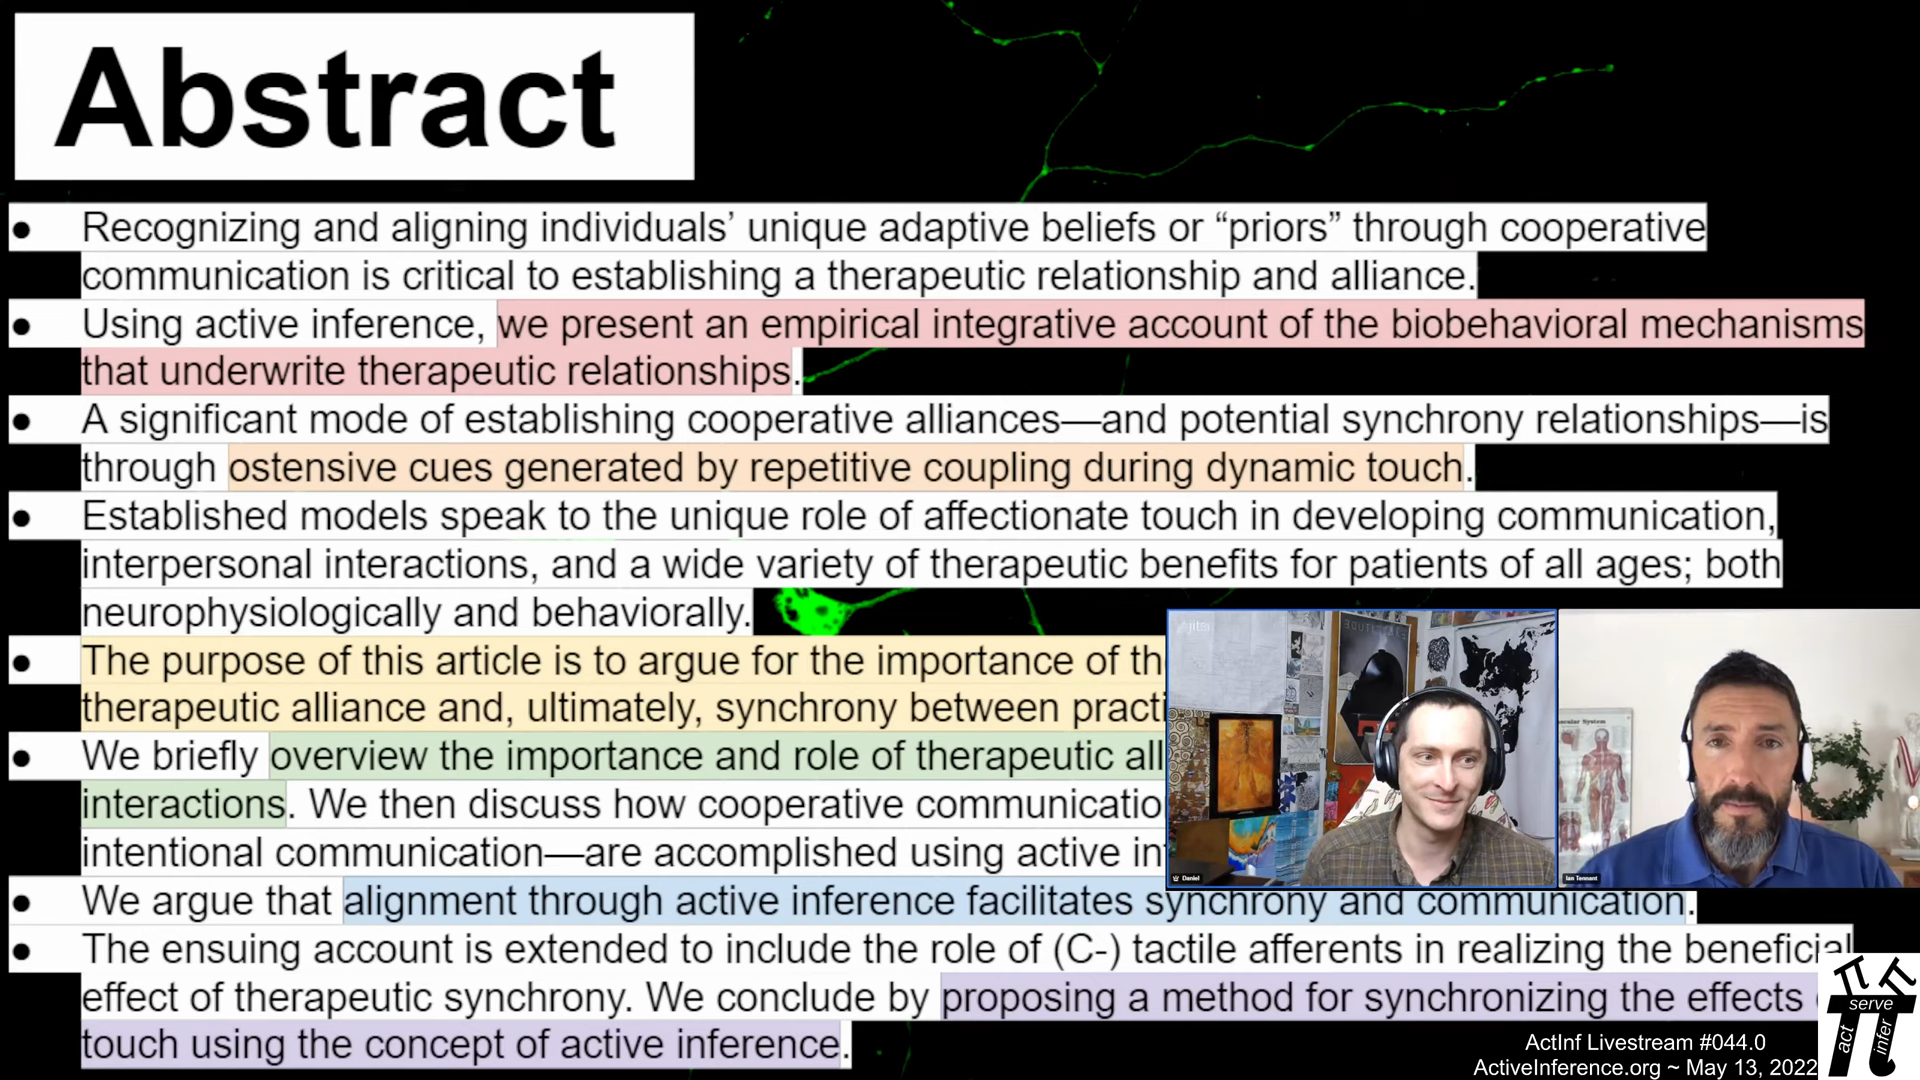 Abstract
● Recognizing and aligning individuals’ unique adaptive beliefs or “priors” through cooperative
communication is critical to establishing a therapeutic relationship and alliance.
● Using active inference, we present an empirical integrative account of the biobehavioral mechanisms
that underwrite therapeutic relationships.
● A significant mode of establishing cooperative alliances—and potential synchrony relationships—is
through ostensive cues generated by repetitive coupling during dynamic touch.
● Established models speak to the unique role of affectionate touch in developing communication,
interpersonal interactions, and a wide variety of therapeutic benefits for patients of all ages; both
neurophysiologically and behaviorally.
● The purpose of this article is to argue for the importance of th
therapeutic alliance and, ultimately, synchrony between practi
● We briefly overview the importance and role of therapeutic all
interactions. We then discuss how cooperative communicatio
intentional communication—are accomplished using active in
● We argue that alignment through active inference facilitates synchrony and communication.
● The ensuing account is extended to include the role of (C-) tactile afferents in realizing the beneficial
effect of therapeutic synchrony. We conclude by proposing a method for synchronizing the effects
touch using the concept of active inference.
jitsi
Daniel
Ian Tennant
scular System
act
serve
infer
ActInf Livestream #044.0
ActiveInference.org ~ May 13, 2022